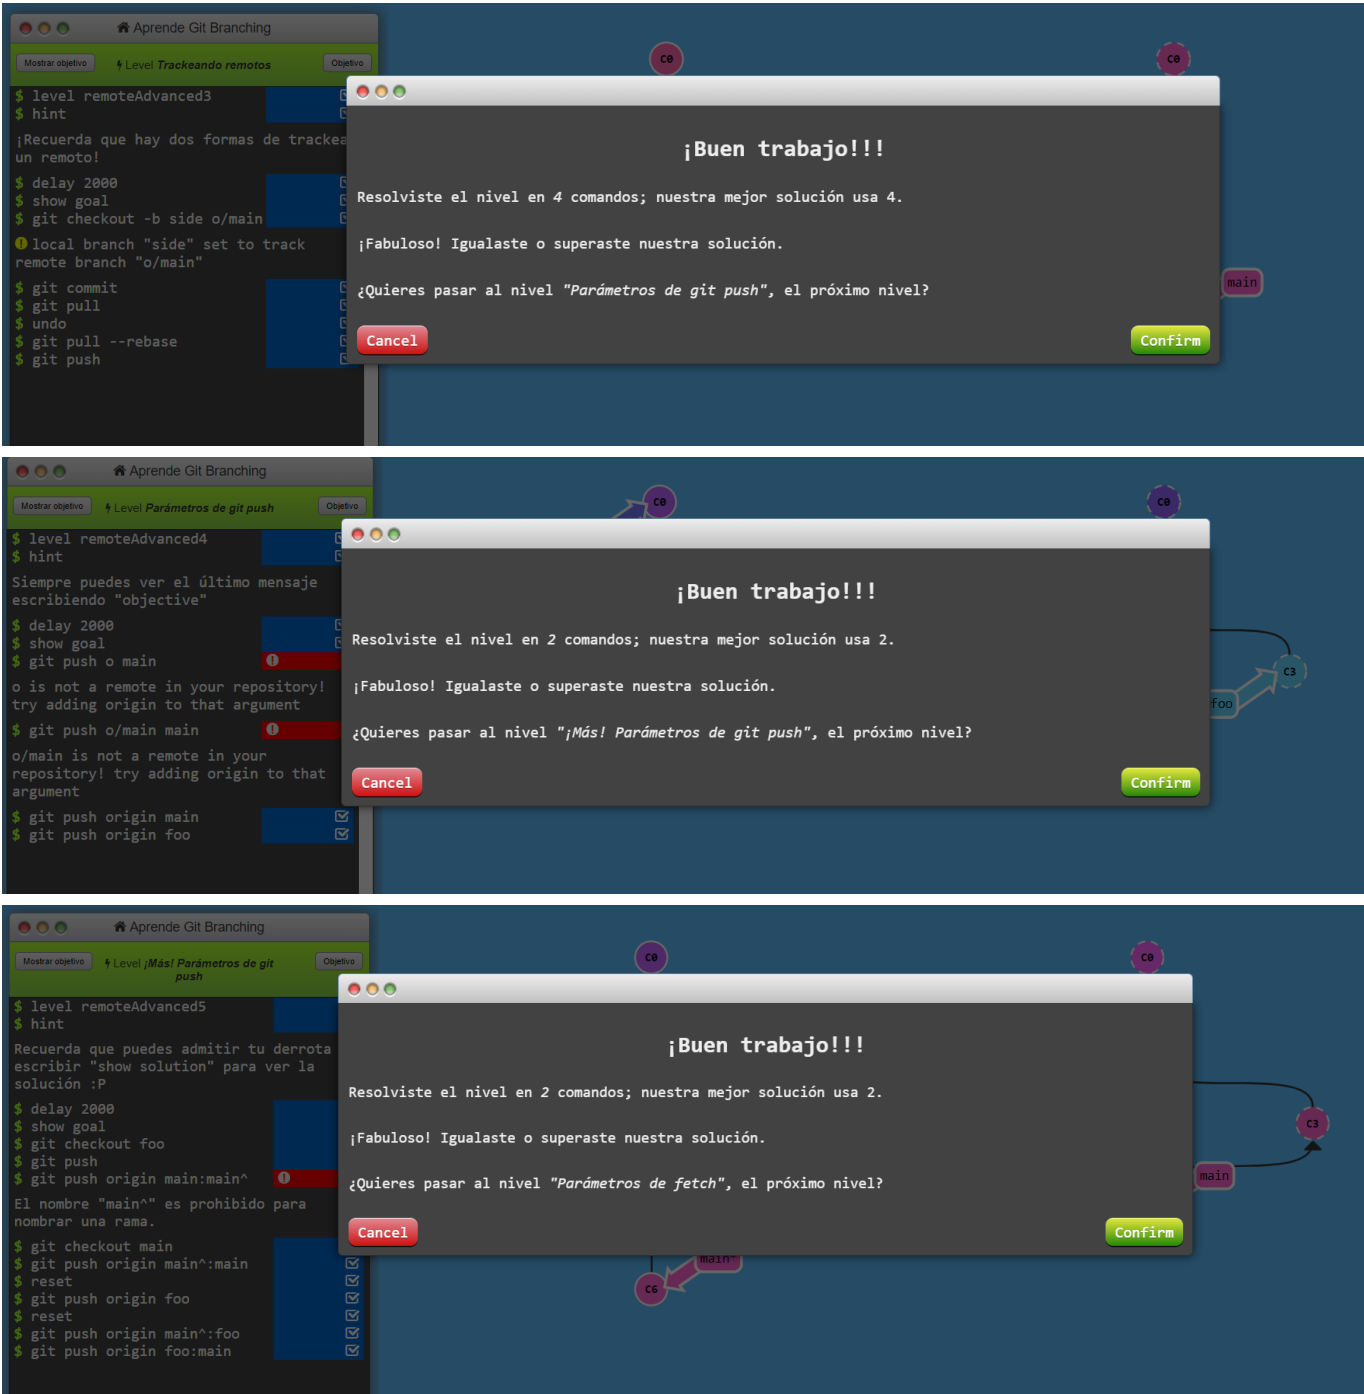 Aprende Git Branching
Mostrar objetivo
Level Trackeando remotos
Objetivo
$ level remoteAdvanced3
$ hint
¡Recuerda que hay dos formas de trackea
un remoto!
$ delay 2000
$ show goal
$ git checkout -b side o/main
local branch "side" set to track
remote branch "o/main"
$ git commit
$ git pull
$ undo
$ git pull --rebase
$ git push
C0
C0
main
¡Buen trabajo!!!
Resolviste el nivel en 4 comandos; nuestra mejor solución usa 4.
¡Fabuloso! Igualaste o superaste nuestra solución.
¿Quieres pasar al nivel "Parámetros de git push", el próximo nivel?
Cancel
Confirm
Aprende Git Branching
Mostrar objetivo
Level Parámetros de git push
Objetivo
$ level remoteAdvanced4
$ hint
Siempre puedes ver el último mensaje
escribiendo "objective"
$ delay 2000
$ show goal
$ git push o main
o is not a remote in your repository!
try adding origin to that argument
$ git push o/main main
o/main is not a remote in your
repository! try adding origin to that
argument
$ git push origin main
$ git push origin foo
C0
C0
C3
foo
¡Buen trabajo!!!
Resolviste el nivel en 2 comandos; nuestra mejor solución usa 2.
¡Fabuloso! Igualaste o superaste nuestra solución.
¿Quieres pasar al nivel "¡Más! Parámetros de git push", el próximo nivel?
Cancel
Confirm
Aprende Git Branching
Mostrar objetivo
Level ¡Más! Parámetros de git
push
Objetivo
$ level remoteAdvanced5
$ hint
Recuerda que puedes admitir tu derrota
escribir "show solution" para ver la
solución :P
$ delay 2000
$ show goal
$ git checkout foo
$ git push
$ git push origin main:main^
El nombre "main^" es prohibido para
nombrar una rama.
$ git checkout main
$ git push origin main^:main
$ reset
$ git push origin foo
$ reset
$ git push origin main^:foo
$ git push origin foo:main
C0
C0
C3
main
main*
C6
¡Buen trabajo!!!
Resolviste el nivel en 2 comandos; nuestra mejor solución usa 2.
¡Fabuloso! Igualaste o superaste nuestra solución.
¿Quieres pasar al nivel "Parámetros de fetch", el próximo nivel?
Cancel
Confirm